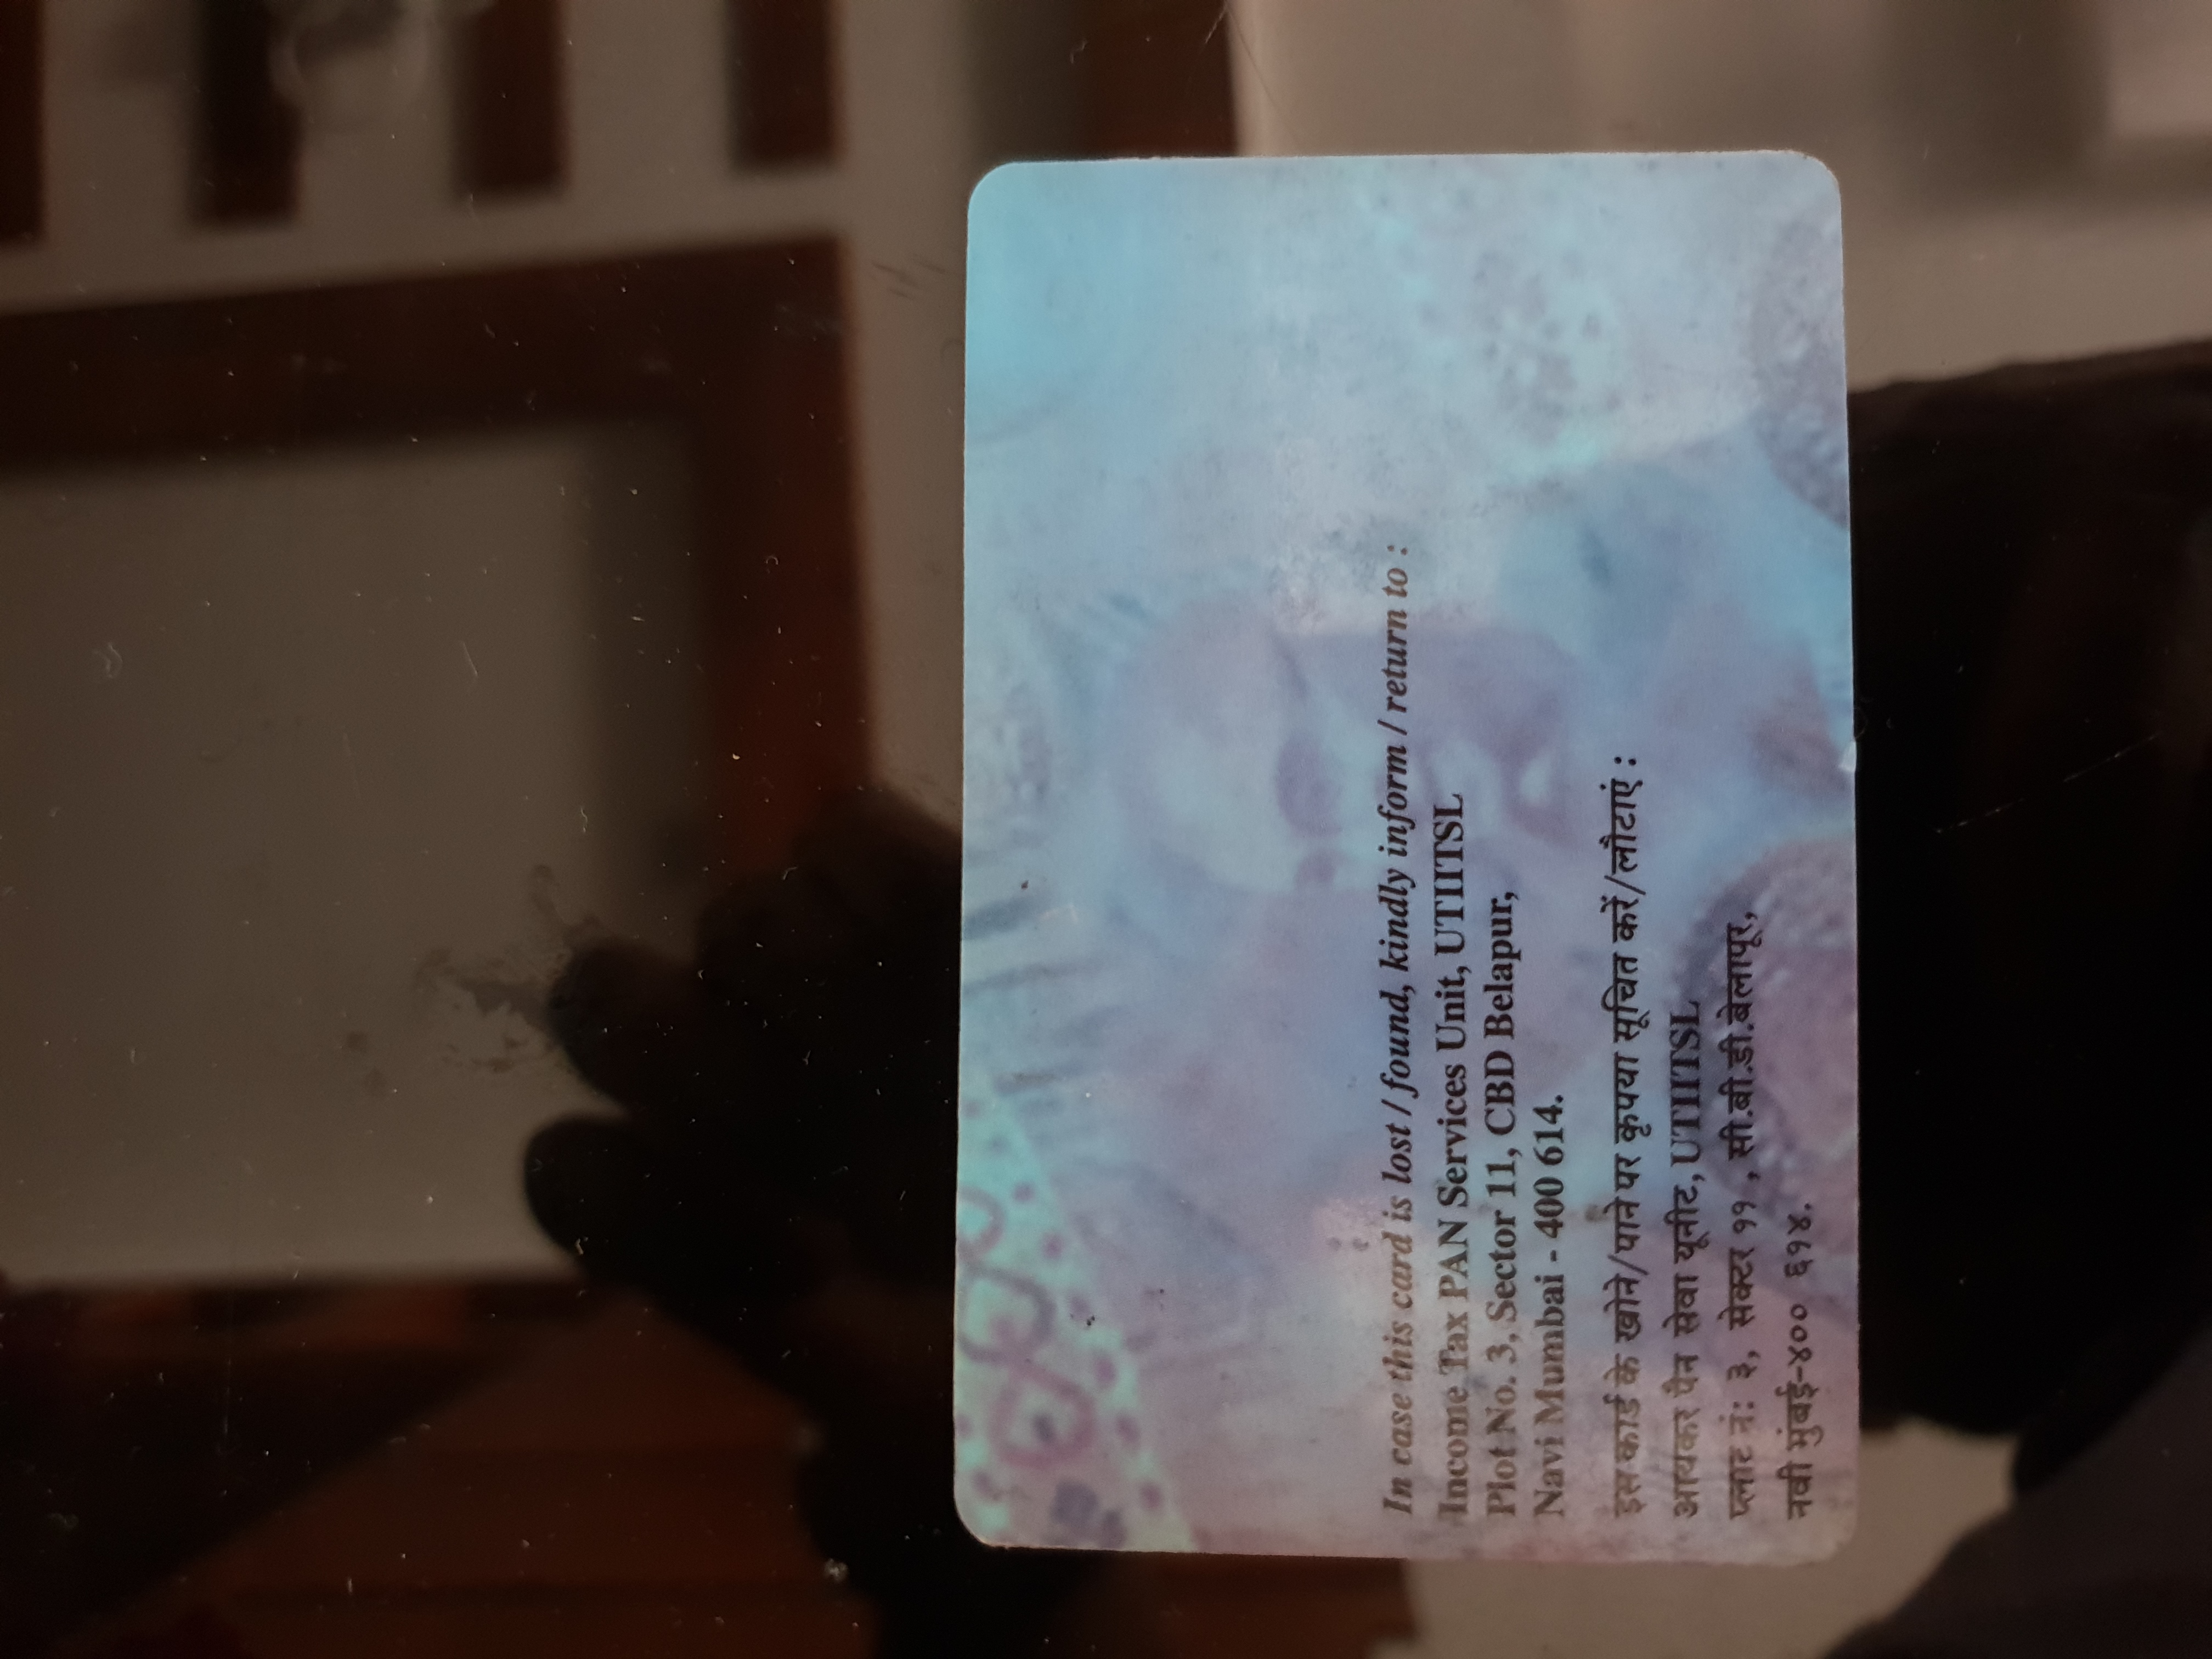 In case this card is lost / found, kindly inform / return to :
Income Tax PAN Services Unit, UTIITSL
Plot No. 3, Sector 11, CBD Belapur,
Navi Mumbai - 400 614.
इस कार्ड के खोने/पाने पर कृपया सूचित करें/लौटाएं :
आयकर पैन सेवा यूनीट, UTIITSL
प्लाट नं: ३, सेक्टर ११ , सी.बी.डी.बेलापूर,
नवी मुंबई-४०० ६१४.